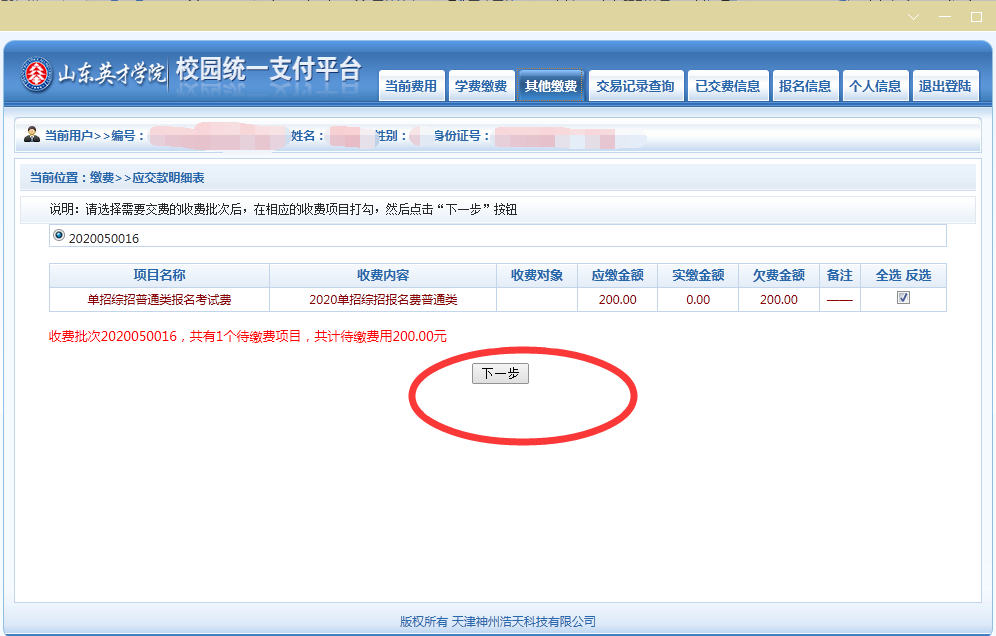 山东英才学院 校园统一支付平台
当前费用 学费缴费 其他缴费 交易记录查询 已交费信息 报名信息 个人信息 退出登陆
当前用户>>编号： 姓名： 性别： 身份证号：
当前位置：缴费>>应交款明细表
说明：请选择需要交费的收费批次后，在相应的收费项目打勾，然后点击“下一步”按钮
2020050016
项目名称 收费内容 收费对象 应缴金额 实缴金额 欠费金额 备注 全选 反选
单招综招普通类报名考试费 2020单招综招报名费普通类 200.00 0.00 200.00 ——
收费批次2020050016，共有1个待缴费项目，共计待缴费用200.00元
下一步
版权所有 天津神州浩天科技有限公司